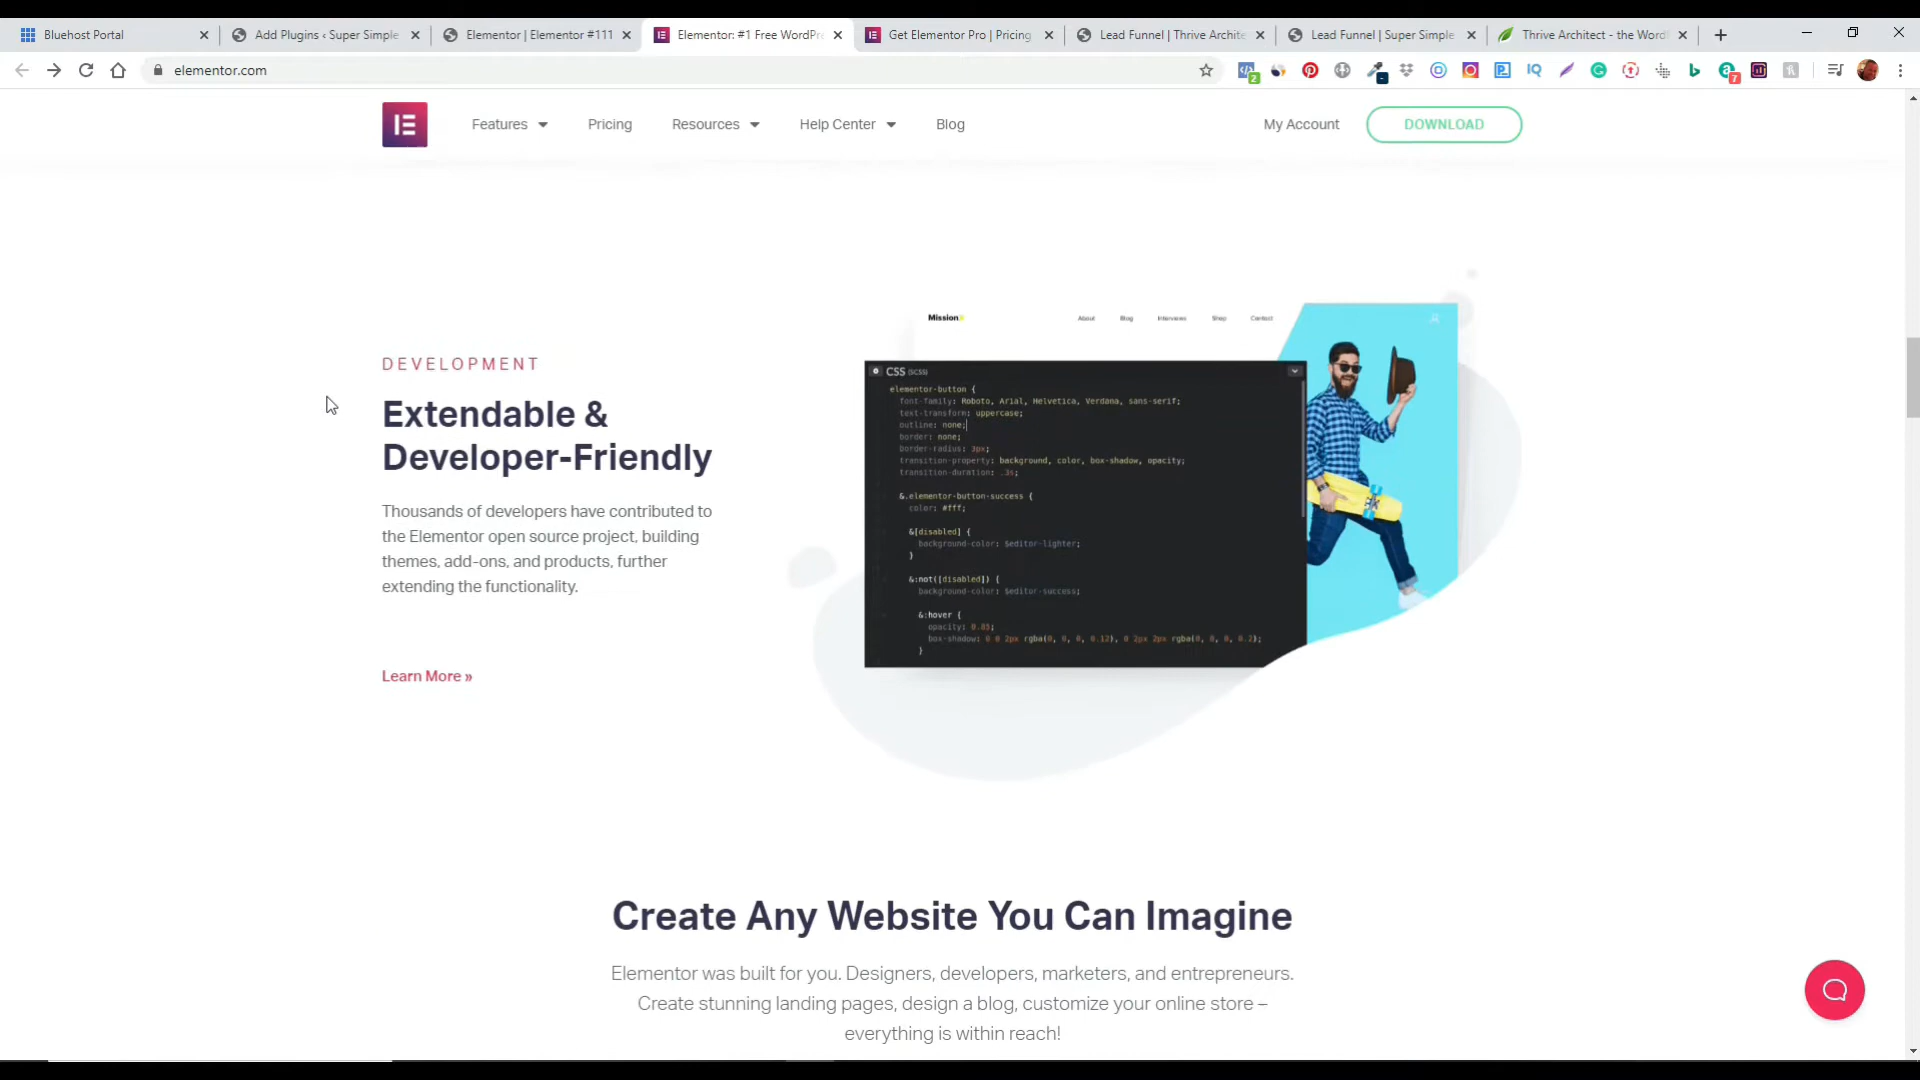 Bluehost Portal
Add Plugins ‹ Super Simple
Elementor | Elementor #111
Elementor: #1 Free WordPr
Get Elementor Pro | Pricing
Lead Funnel | Thrive Archite
Lead Funnel | Super Simple
Thrive Architect - the Word
elementor.com
2
7
Features
Pricing
Resources
Help Center
Blog
My Account
DOWNLOAD
DEVELOPMENT
Extendable &
Developer-Friendly
Thousands of developers have contributed to
the Elementor open source project, building
themes, add-ons, and products, further
extending the functionality.
Learn More »
Mission
About
Blog
Interviews
Shop
Contact
CSS (SCSS)
elementor-button {
font-family: Roboto, Arial, Helvetica, Verdana, sans-serif;
text-transform: uppercase;
outline: none;
border: none;
border-radius: 3px;
transition-property: background, color, box-shadow, opacity;
transition-duration: .3s;
&.elementor-button-success {
color: #fff;
&[disabled] {
background-color: $editor-lighter;
}
&:not([disabled]) {
background-color: $editor-success;
&:hover {
opacity: 0.85;
box-shadow: 0 0 2px rgba(0, 0, 0, 0.12), 0 2px 2px rgba(0, 0, 0, 0.2);
}
Create Any Website You Can Imagine
Elementor was built for you. Designers, developers, marketers, and entrepreneurs.
Create stunning landing pages, design a blog, customize your online store –
everything is within reach!